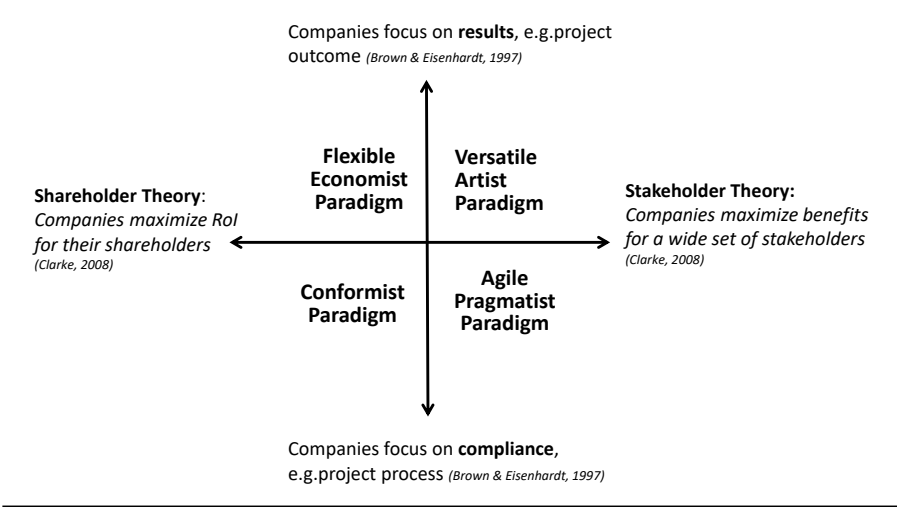 Companies focus on results, e.g.project
outcome (Brown & Eisenhardt, 1997)
Flexible
Economist
Paradigm
Versatile
Artist
Paradigm
Shareholder Theory:
Companies maximize RoI
for their shareholders
(Clarke, 2008)
Stakeholder Theory:
Companies maximize benefits
for a wide set of stakeholders
(Clarke, 2008)
Conformist
Paradigm
Agile
Pragmatist
Paradigm
Companies focus on compliance,
e.g.project process (Brown & Eisenhardt, 1997)